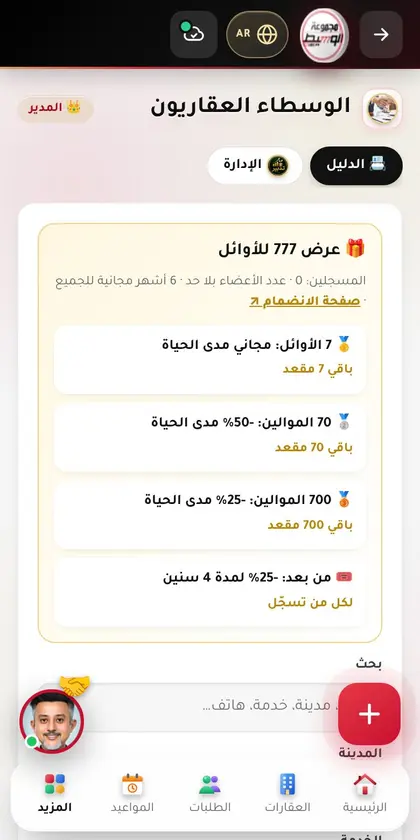 AR
مجموعة
الوسيط
الوسطاء العقاريون
👑 المدير
📇 الدليل
الإدارة
🎁 عرض 777 للأوائل
المسجلين: 0 · عدد الأعضاء بلا حد · 6 أشهر مجانية للجميع
· صفحة الانضمام ↗
🥇 7 الأوائل: مجاني مدى الحياة
باقي 7 مقعد
🥈 70 الموالين: -50% مدى الحياة
باقي 70 مقعد
🥉 700 الموالين: -25% مدى الحياة
باقي 700 مقعد
🎟️ من بعد: -25% لمدة 4 سنين
لكل من تسجّل
بحث
مدينة، خدمة، هاتف...
المدينة
الرئيسية
العقارات
الطلبات
المواعيد
المزيد